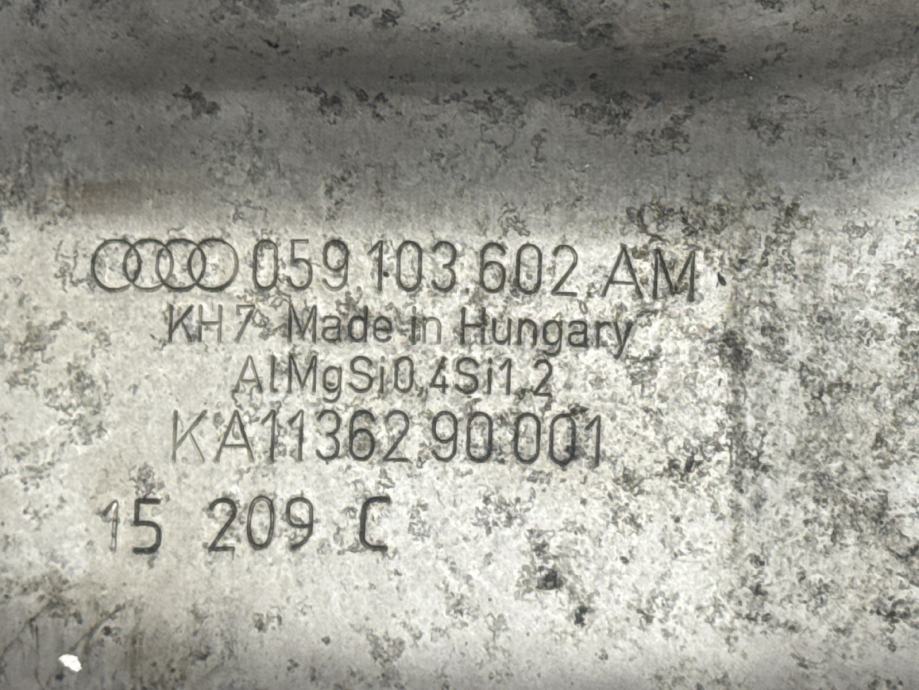 059 103 602 AM
KH7 Made in Hungary
AlMgSi0,4Si1,2
KA11362 90 001
15 209 C